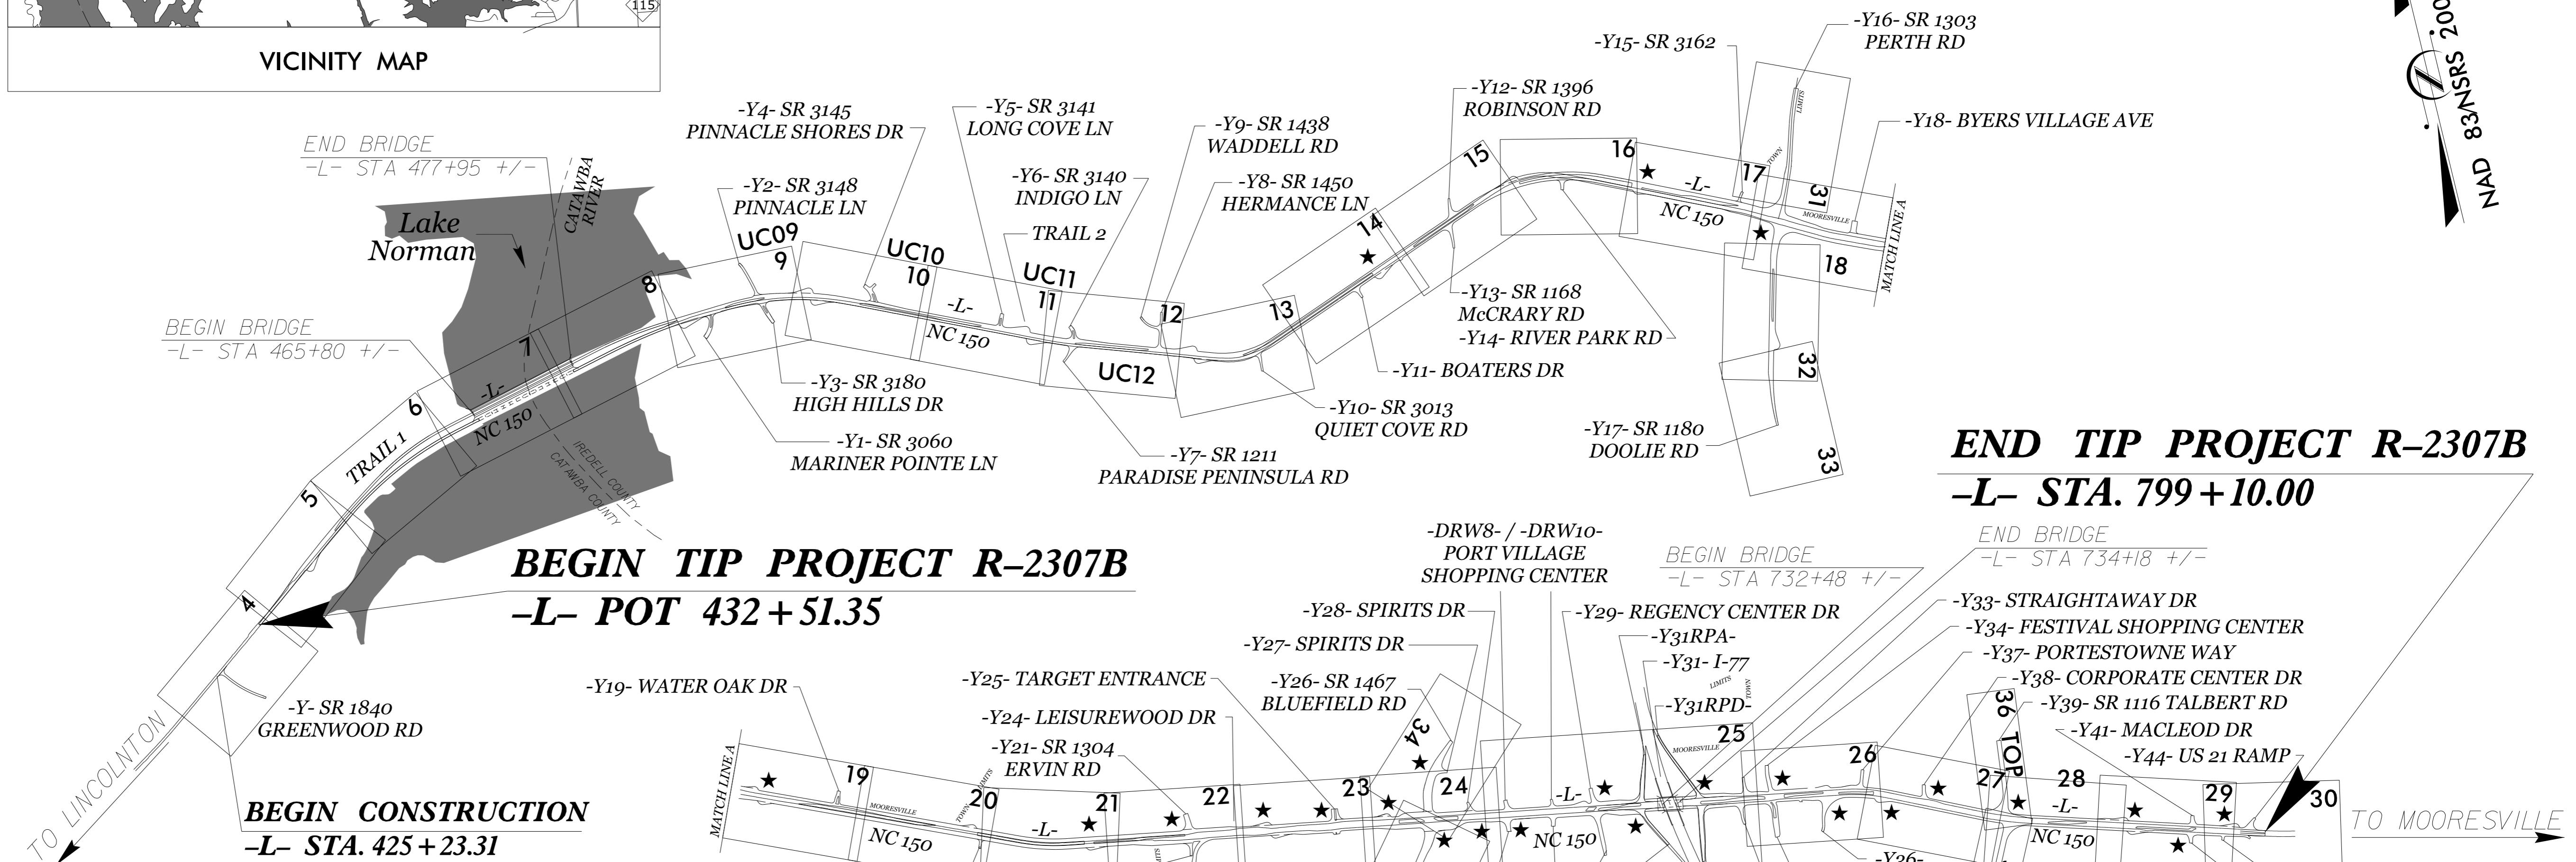 115
VICINITY MAP
NAD 83/NSRS 200
END BRIDGE
-L- STA 477+95 +/-
CATAWBA
RIVER
Lake
Norman
BEGIN BRIDGE
-L- STA 465+80 +/-
-Y4- SR 3145
PINNACLE SHORES DR
-Y2- SR 3148
PINNACLE LN
-Y5- SR 3141
LONG COVE LN
-Y6- SR 3140
INDIGO LN
TRAIL 2
-Y9- SR 1438
WADDELL RD
-Y8- SR 1450
HERMANCE LN
-Y12- SR 1396
ROBINSON RD
-Y15- SR 3162
-Y16- SR 1303
PERTH RD
-Y18- BYERS VILLAGE AVE
UC09
9
UC10
10
UC11
11
12
UC12
13
14
15
16
17
31
18
32
33
8
7
6
5
4
-L-
NC 150
TRAIL 1
-L-
NC 150
-L-
NC 150
TOWN
LIMITS
MOORESVILLE
MATCH LINE A
IREDELL COUNTY
CATAWBA COUNTY
-Y3- SR 3180
HIGH HILLS DR
-Y1- SR 3060
MARINER POINTE LN
-Y7- SR 1211
PARADISE PENINSULA RD
-Y10- SR 3013
QUIET COVE RD
-Y11- BOATERS DR
-Y13- SR 1168
McCRARY RD
-Y14- RIVER PARK RD
-Y17- SR 1180
DOOLIE RD
END TIP PROJECT R–2307B
–L– STA. 799+10.00
BEGIN TIP PROJECT R–2307B
–L– POT 432+51.35
-Y- SR 1840
GREENWOOD RD
TO LINCOLNTON
BEGIN CONSTRUCTION
–L– STA. 425+23.31
-DRW8- / -DRW10-
PORT VILLAGE
SHOPPING CENTER
BEGIN BRIDGE
-L- STA 732+48 +/-
END BRIDGE
-L- STA 734+18 +/-
-Y28- SPIRITS DR
-Y27- SPIRITS DR
-Y29- REGENCY CENTER DR
-Y31RPA-
-Y31- I-77
-Y31RPD-
LIMITS
TOWN
MOORESVILLE
-Y33- STRAIGHTAWAY DR
-Y34- FESTIVAL SHOPPING CENTER
-Y37- PORTESTOWNE WAY
-Y38- CORPORATE CENTER DR
-Y39- SR 1116 TALBERT RD
-Y41- MACLEOD DR
-Y44- US 21 RAMP
-Y19- WATER OAK DR
-Y25- TARGET ENTRANCE
-Y24- LEISUREWOOD DR
-Y21- SR 1304
ERVIN RD
-Y26- SR 1467
BLUEFIELD RD
MATCH LINE A
19
MOORESVILLE
TOWN
LIMITS
20
21
22
23
34
24
25
26
27
36 TOP
28
29
30
NC 150
-L-
-L-
NC 150
-L-
NC 150
-Y36-
TO MOORESVILLE